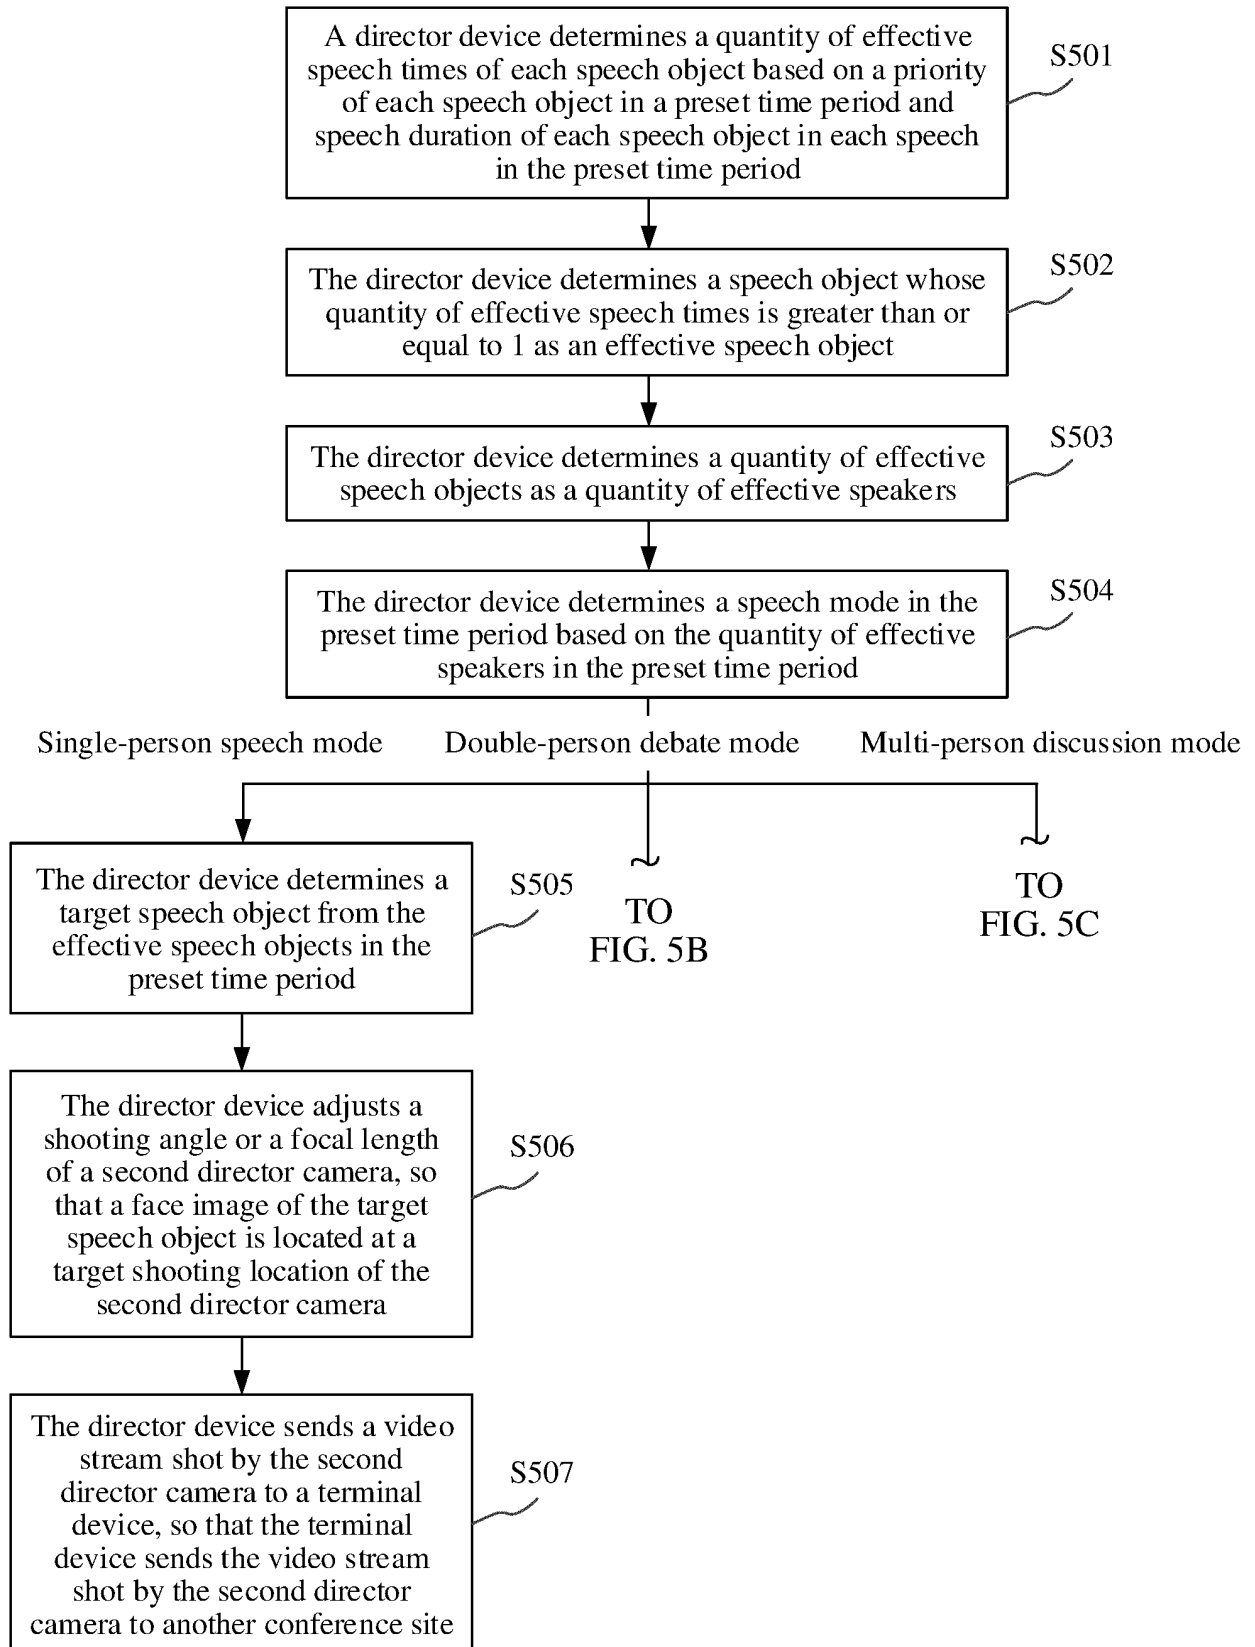 A director device determines a quantity of effective
speech times of each speech object based on a priority
of each speech object in a preset time period and
speech duration of each speech object in each speech
in the preset time period
S501
The director device determines a speech object whose
quantity of effective speech times is greater than or
equal to 1 as an effective speech object
S502
The director device determines a quantity of effective
speech objects as a quantity of effective speakers
S503
The director device determines a speech mode in the
preset time period based on the quantity of effective
speakers in the preset time period
S504
Single-person speech mode
Double-person debate mode
Multi-person discussion mode
The director device determines a
target speech object from the
effective speech objects in the
preset time period
S505
TO
FIG. 5B
TO
FIG. 5C
The director device adjusts a
shooting angle or a focal length
of a second director camera, so
that a face image of the target
speech object is located at a
target shooting location of the
second director camera
S506
The director device sends a video
stream shot by the second
director camera to a terminal
device, so that the terminal
device sends the video stream
shot by the second director
camera to another conference site
S507